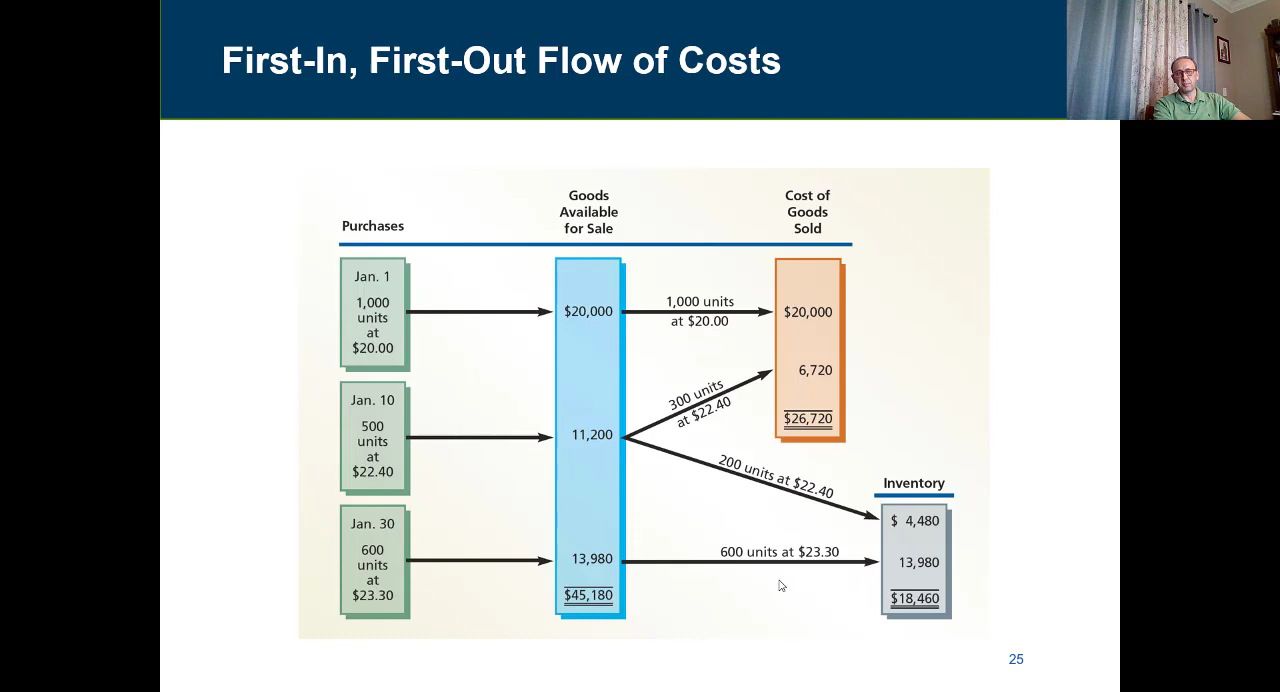 First-In, First-Out Flow of Costs
Purchases
Goods
Available
for Sale
Cost of
Goods
Sold
Jan. 1
1,000
units
at
$20.00
$20,000
1,000 units
at $20.00
$20,000
Jan. 10
500
units
at
$22.40
11,200
300 units
at $22.40
6,720
$26,720
200 units at $22.40
Inventory
$ 4,480
Jan. 30
600
units
at
$23.30
13,980
$45,180
600 units at $23.30
13,980
$18,460
25